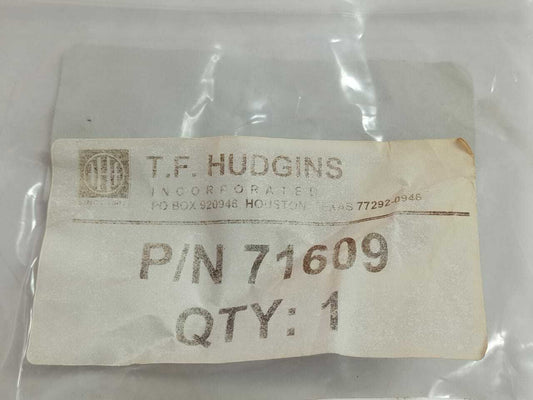 T.F. HUDGINS
INCORPORATED
PO BOX 920946 HOUSTON, TEXAS 77292-0946
P/N 71609
QTY: 1